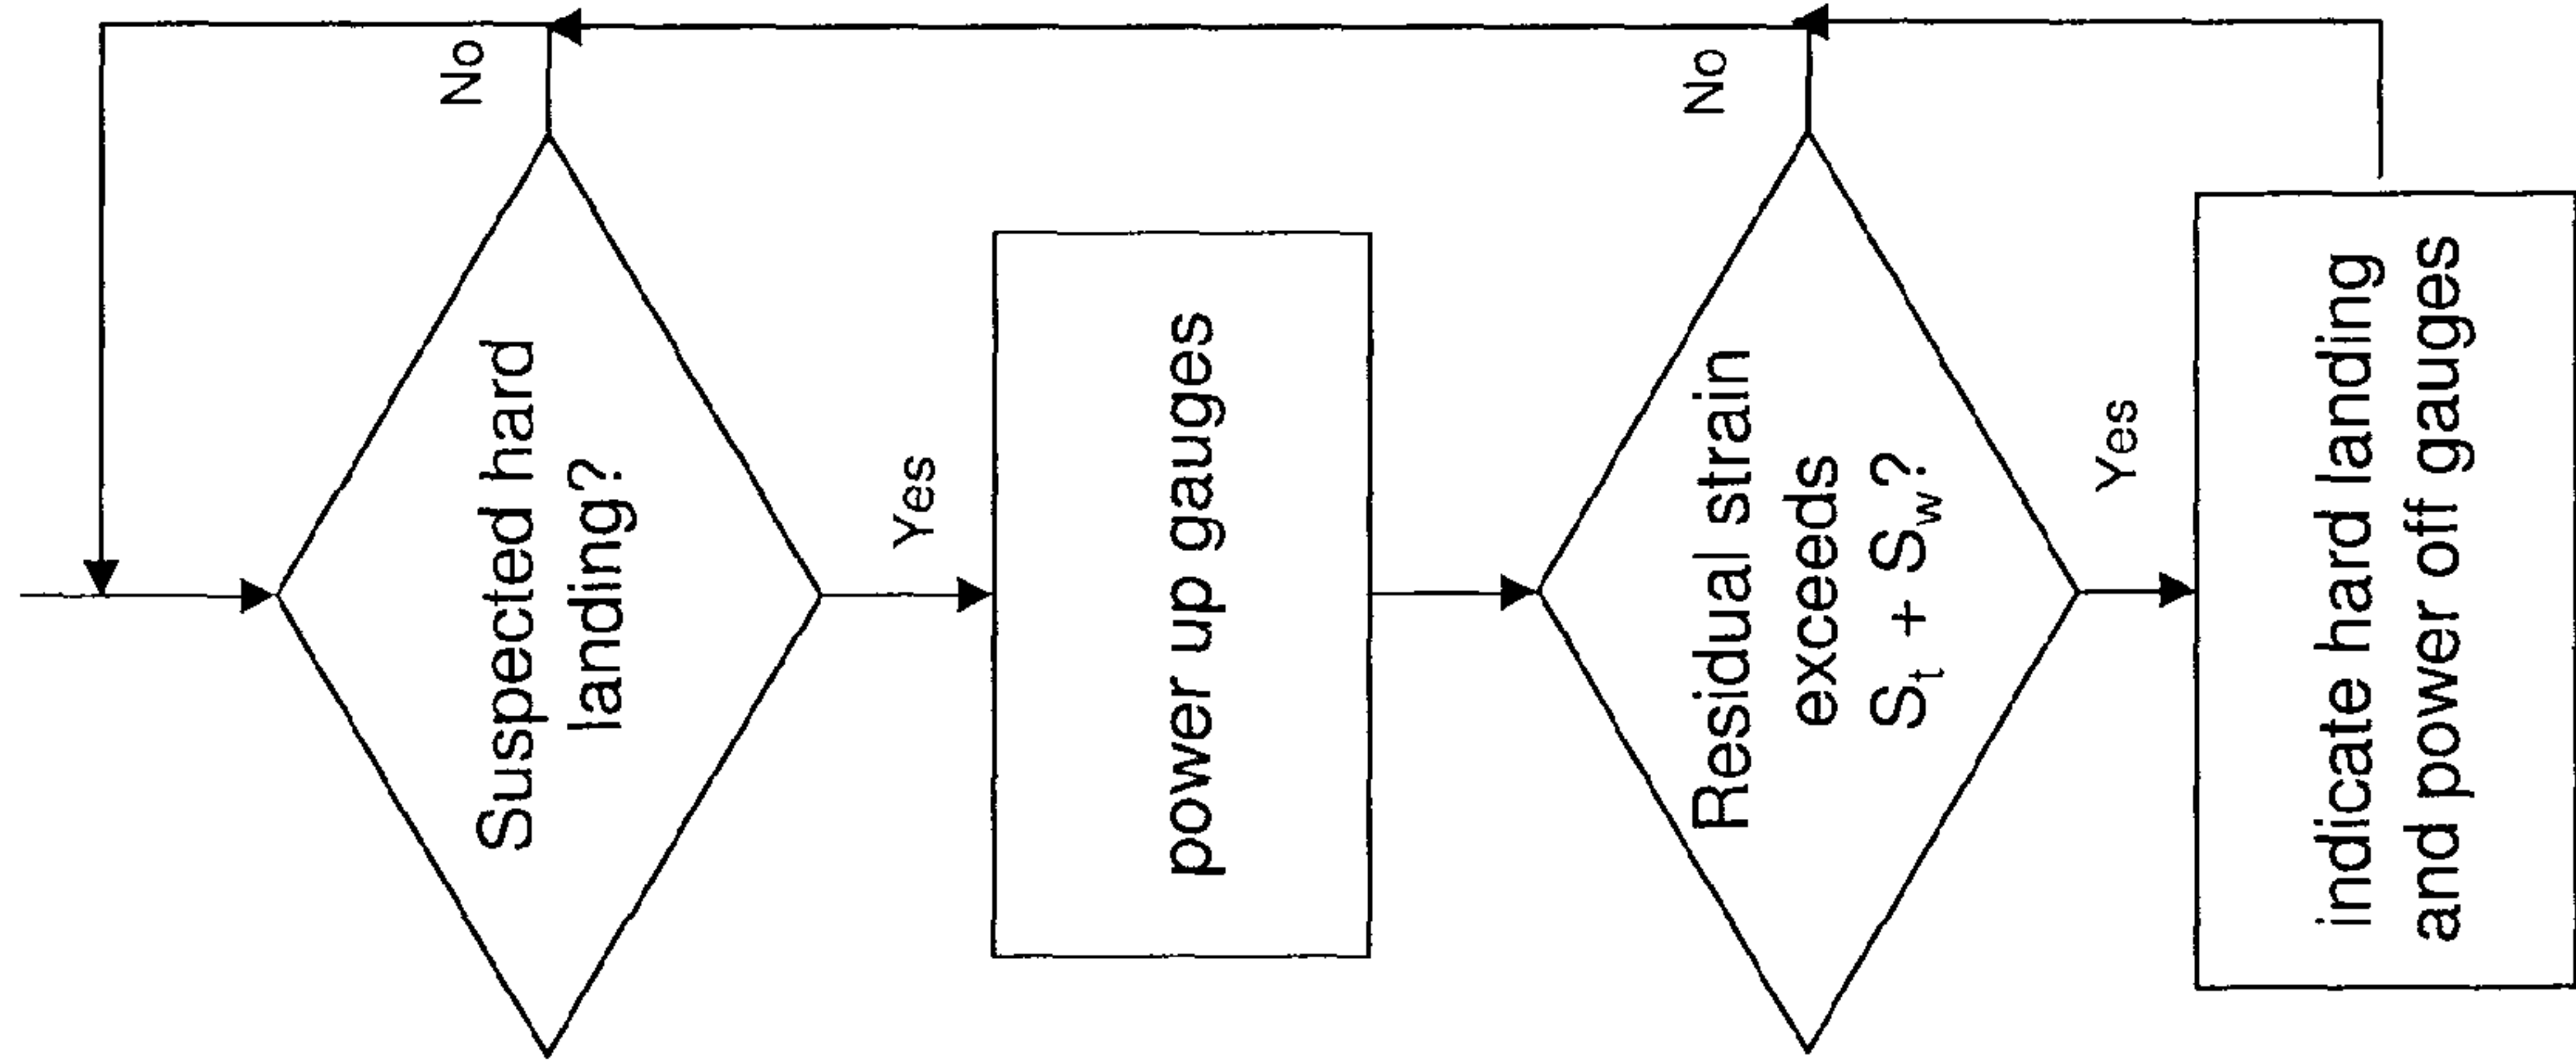 Suspected hard
landing?
No
Yes
power up gauges
Residual strain
exceeds
Sₜ + S_w?
No
Yes
indicate hard landing
and power off gauges